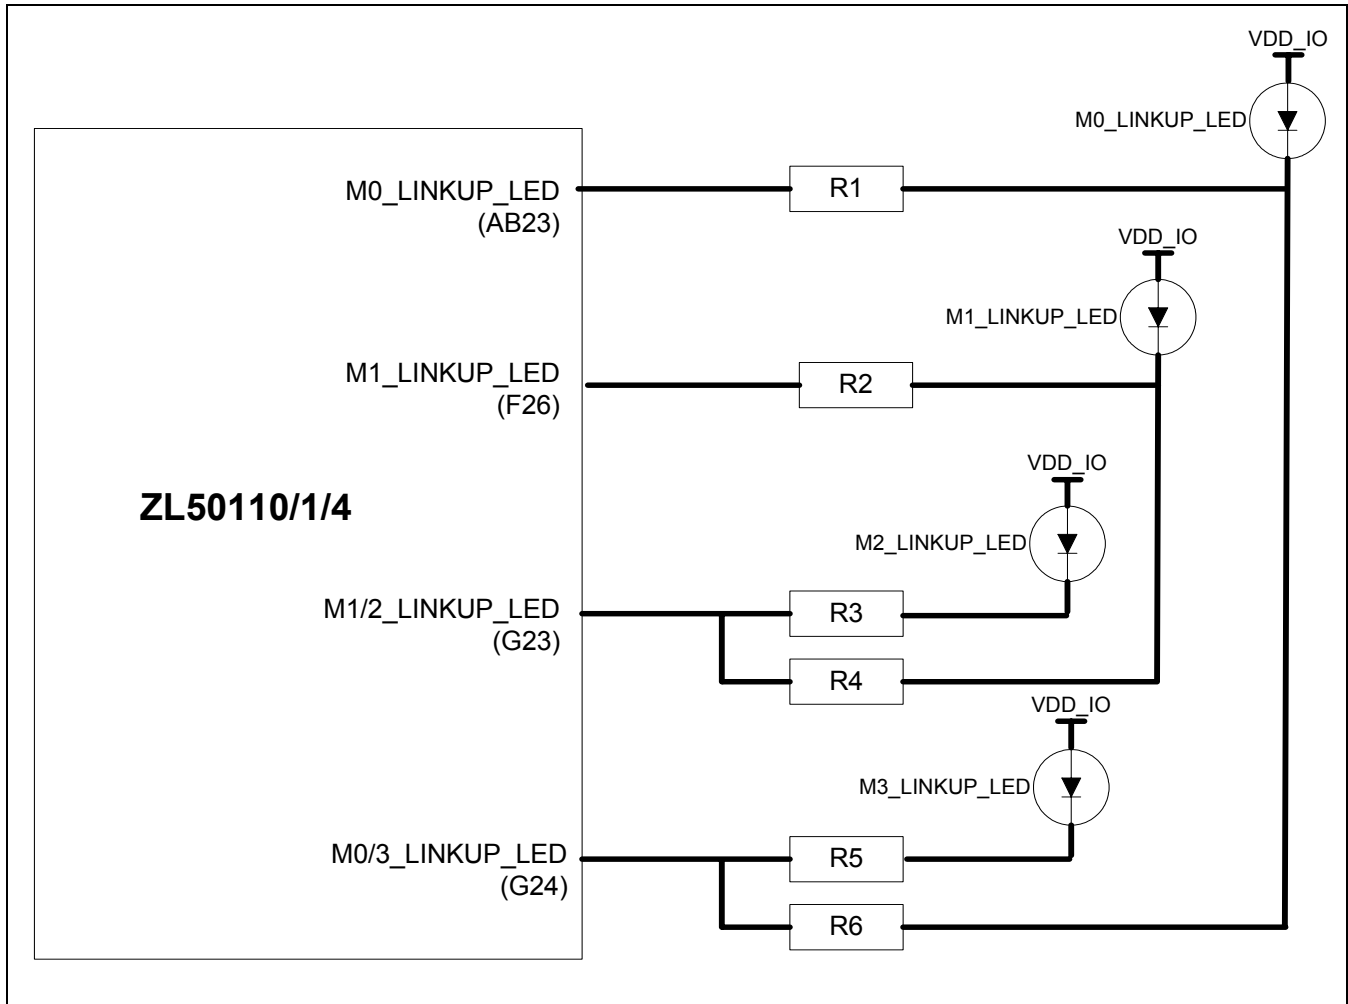 VDD_IO
M0_LINKUP_LED
M0_LINKUP_LED
(AB23)
R1
VDD_IO
M1_LINKUP_LED
M1_LINKUP_LED
(F26)
R2
VDD_IO
M2_LINKUP_LED
ZL50110/1/4
M1/2_LINKUP_LED
(G23)
R3
R4
VDD_IO
M3_LINKUP_LED
M0/3_LINKUP_LED
(G24)
R5
R6